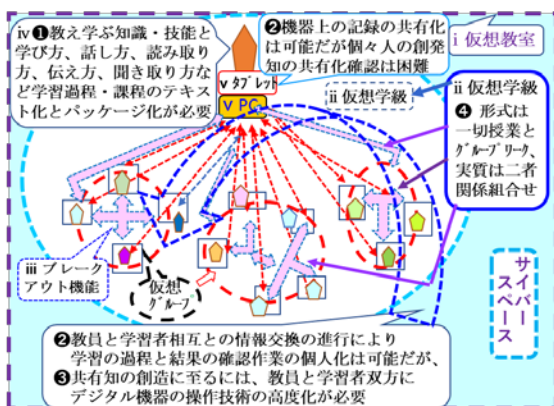 ⅳ❶教え学ぶ知識・技能と
学び方、話し方、読み取り
方、伝え方、聞き取り方な
ど学習過程・課程のテキス
ト化とパッケージ化が必要
❷機器上の記録の共有化
は可能だが個々人の創発
知の共有化確認は困難
ⅰ仮想教室
ⅴタブレット
ⅴPC
ⅱ仮想学級
ⅱ仮想学級
❹ 形式は
一切授業と
グループワーク、
実質は二者
関係組合せ
ⅲブレーク
アウト機能
仮想
グループ
サイバー
スペース
❷教員と学習者相互との情報交換の進行により
学習の過程と結果の確認作業の個人化は可能だが、
❸共有知の創造に至るには、教員と学習者双方に
デジタル機器の操作技術の高度化が必要